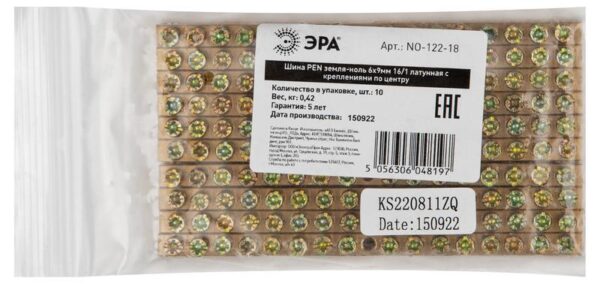 ЭРА
Арт.: NO-122-18
Шина PEN земля-ноль 6х9мм 16/1 латунная с
креплениями по центру
Количество в упаковке, шт.: 10
Вес, кг: 0,42
Гарантия: 5 лет
Дата производства: 150922
EAC
5 056306 048197
KS220811ZQ
Date:150922